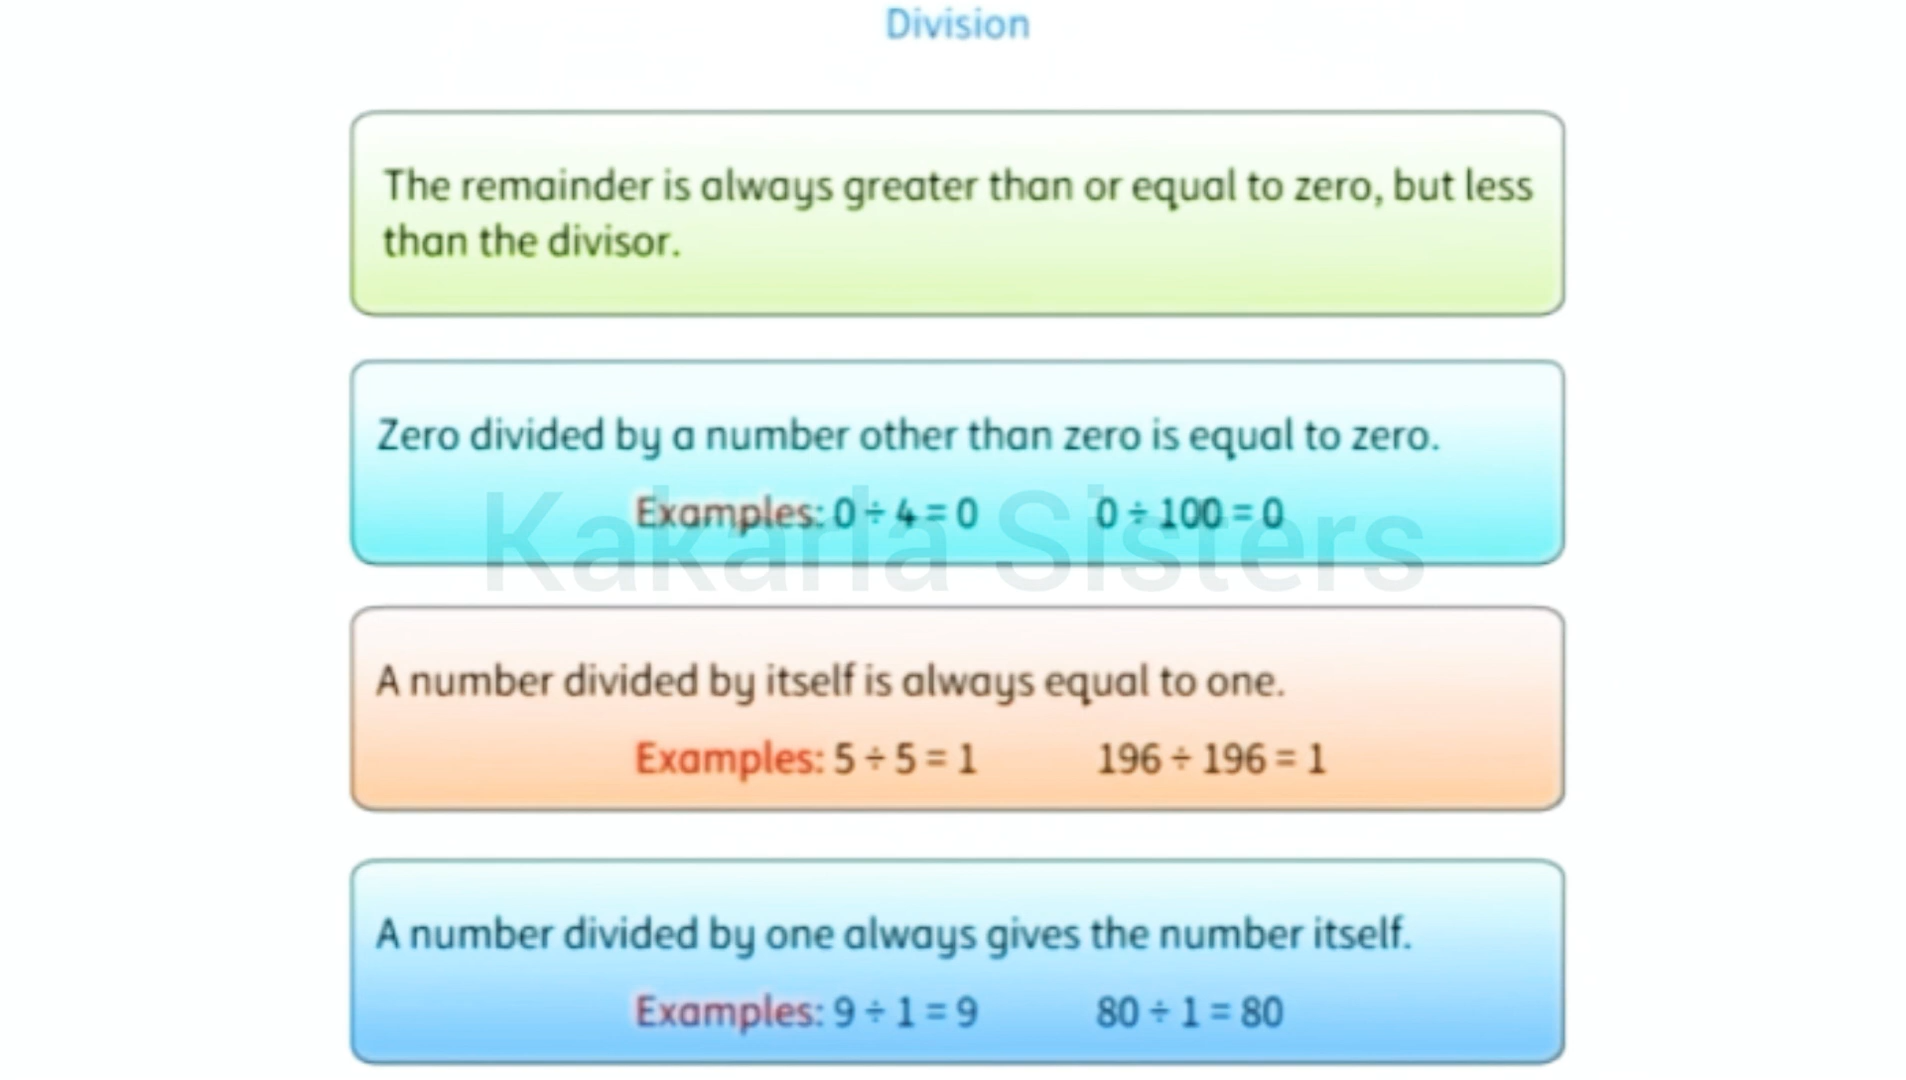 Division
The remainder is always greater than or equal to zero, but less
than the divisor.
Zero divided by a number other than zero is equal to zero.
Examples: 0 ÷ 4 = 0 0 ÷ 100 = 0
Kakarla Sisters
A number divided by itself is always equal to one.
Examples: 5 ÷ 5 = 1 196 ÷ 196 = 1
A number divided by one always gives the number itself.
Examples: 9 ÷ 1 = 9 80 ÷ 1 = 80